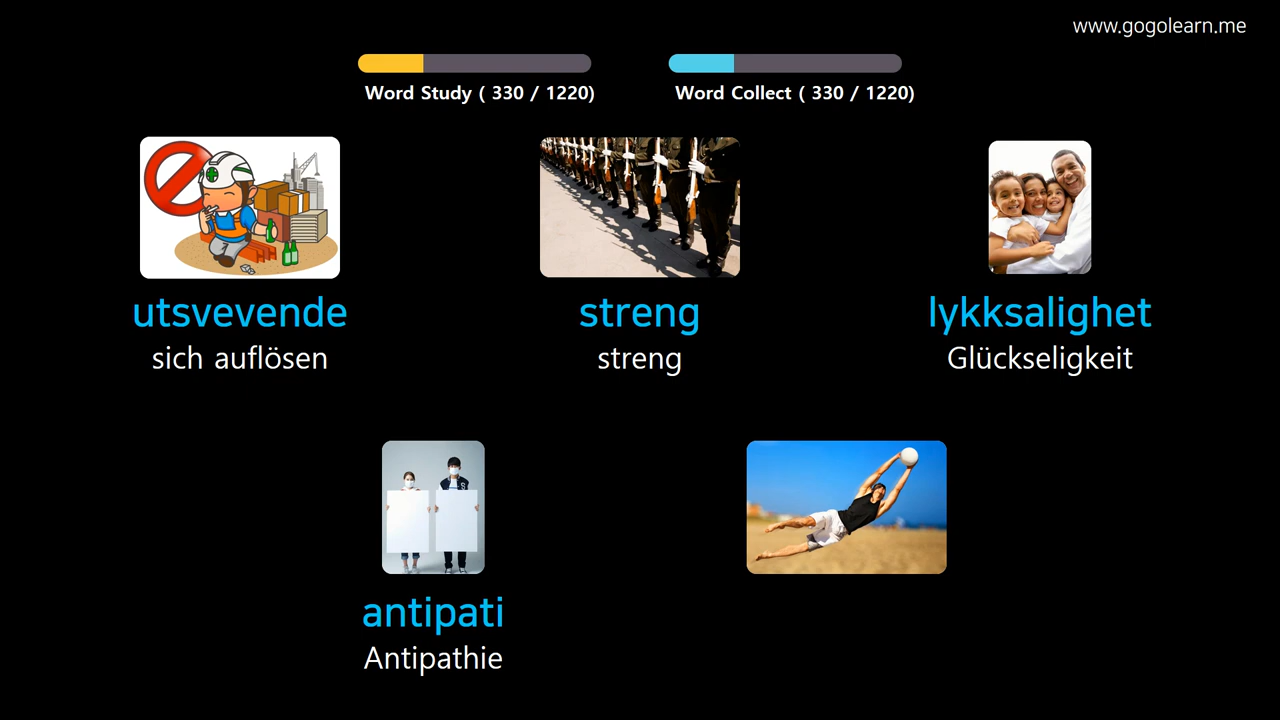 www.gogolearn.me
Word Study ( 330 / 1220)
Word Collect ( 330 / 1220)
utsvevende
sich auflösen
streng
streng
lykksalighet
Glückseligkeit
antipati
Antipathie